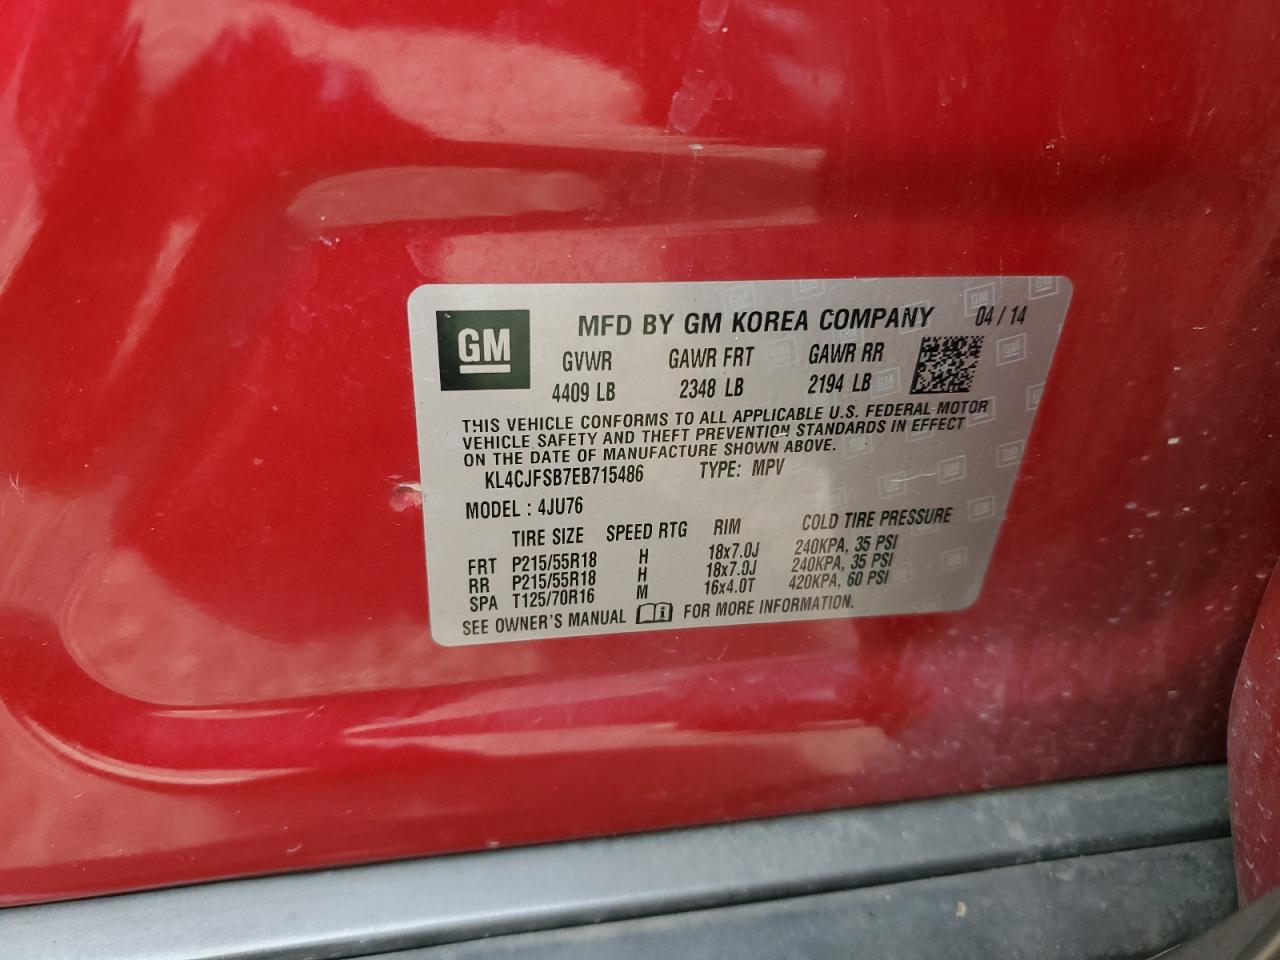 GM
MFD BY GM KOREA COMPANY 04 / 14
GVWR GAWR FRT GAWR RR
4409 LB 2348 LB 2194 LB
THIS VEHICLE CONFORMS TO ALL APPLICABLE U.S. FEDERAL MOTOR
VEHICLE SAFETY AND THEFT PREVENTION STANDARDS IN EFFECT
ON THE DATE OF MANUFACTURE SHOWN ABOVE.
KL4CJFSB7EB715486 TYPE: MPV
MODEL : 4JU76
TIRE SIZE SPEED RTG RIM COLD TIRE PRESSURE
FRT P215/55R18 H 18x7.0J 240KPA, 35 PSI
RR P215/55R18 H 18x7.0J 240KPA, 35 PSI
SPA T125/70R16 M 16x4.0T 420KPA, 60 PSI
SEE OWNER'S MANUAL FOR MORE INFORMATION.